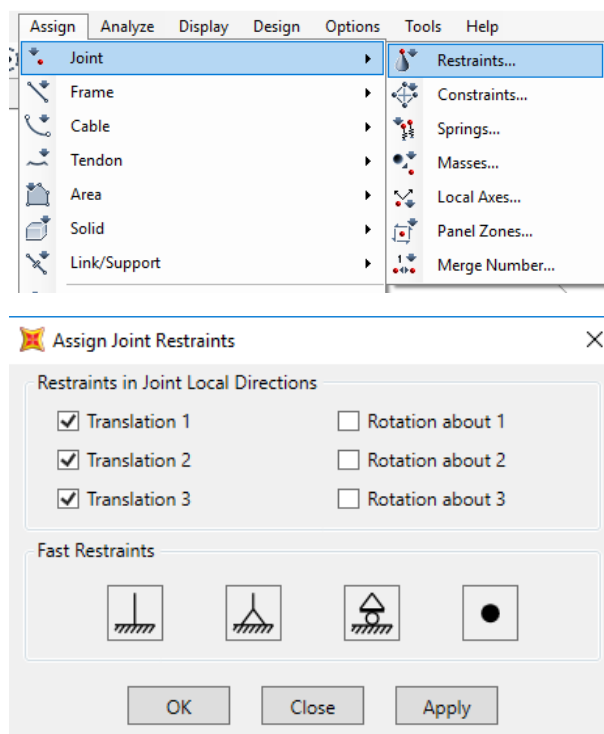 Assign Analyze Display Design Options Tools Help
Joint
Frame
Cable
Tendon
Area
Solid
Link/Support
Restraints...
Constraints...
Springs...
Masses...
Local Axes...
Panel Zones...
1
Merge Number...
Assign Joint Restraints
Restraints in Joint Local Directions
Translation 1 Rotation about 1
Translation 2 Rotation about 2
Translation 3 Rotation about 3
Fast Restraints
OK Close Apply